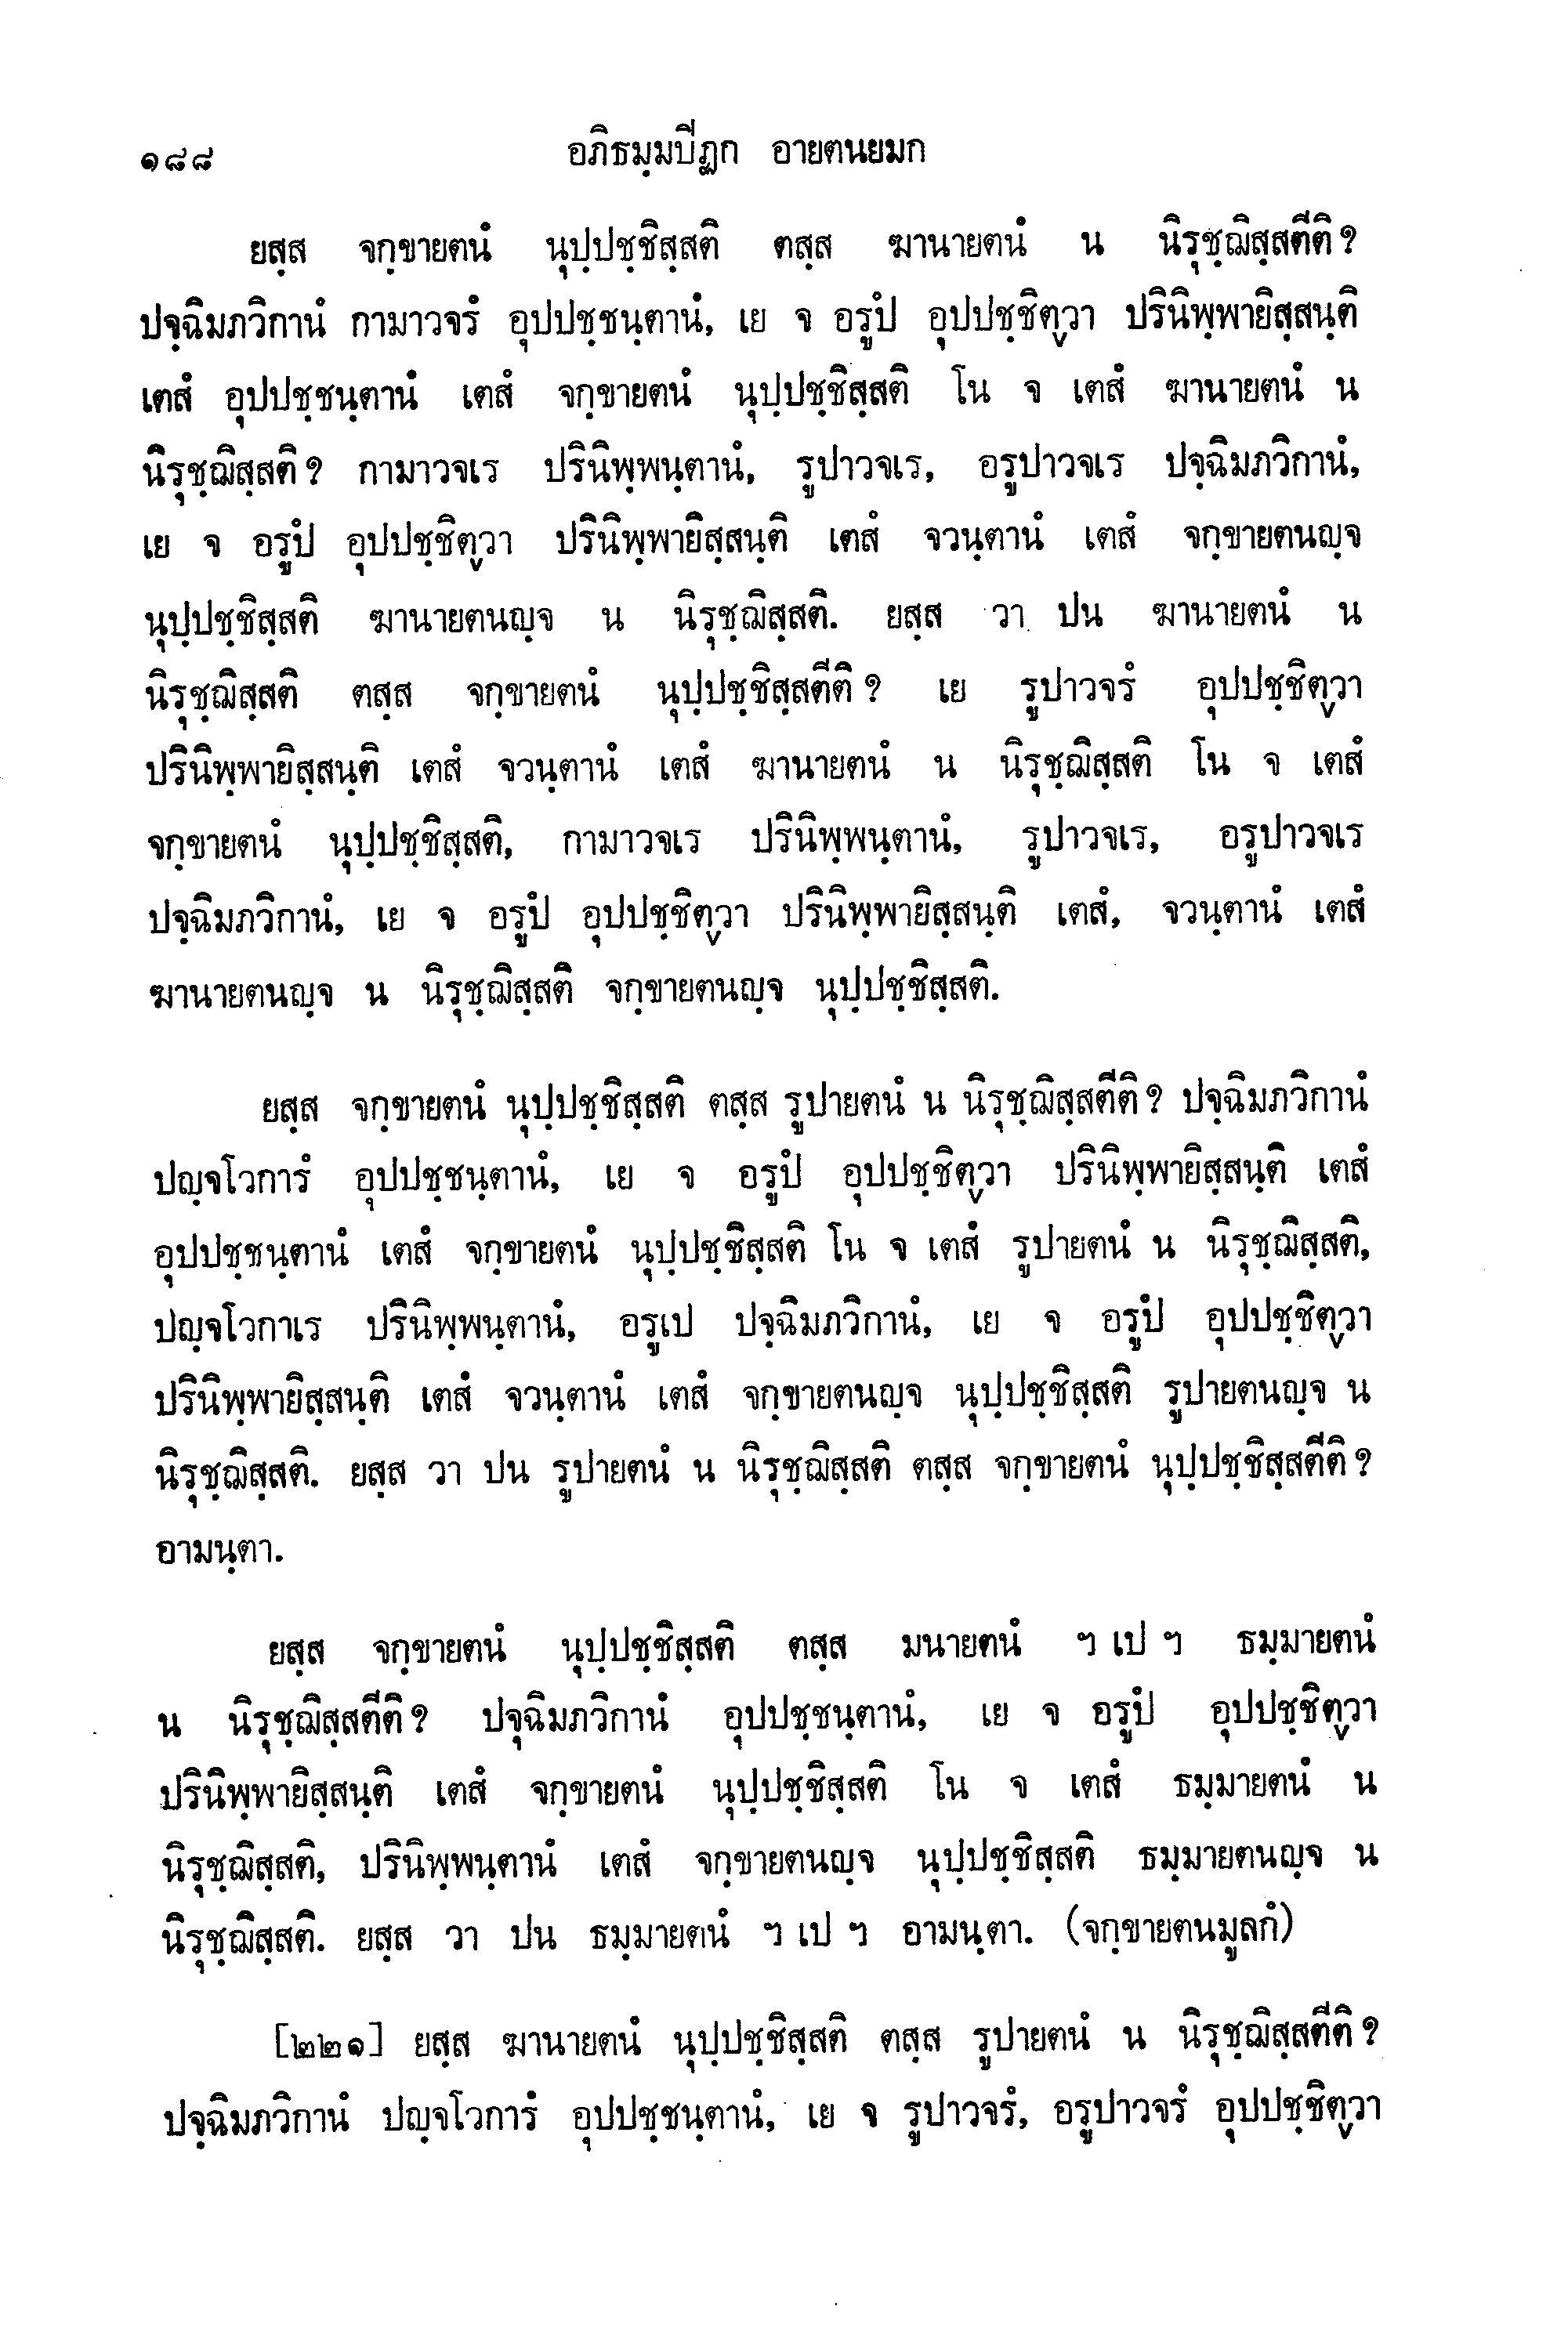 ๑๘๘ อภิธมฺมปิฏก อายตนยมก
ยสฺส จกฺขายตนํ นุปฺปชฺชิสฺสติ ตสฺส ฆานายตนํ น นิรุชฺฌิสฺสตีติ?
ปจฺฉิมภวิกานํ กามาวจรํ อุปปชฺชนฺตานํ, เย จ อรูปํ อุปปชฺชิตฺวา ปรินิพฺพายิสฺสนฺติ
เตสํ อุปปชฺชนฺตานํ เตสํ จกฺขายตนํ นุปฺปชฺชิสฺสติ โน จ เตสํ ฆานายตนํ น
นิรุชฺฌิสฺสติ? กามาวจเร ปรินิพฺพนฺตานํ, รูปาวจเร, อรูปาวจเร ปจฺฉิมภวิกานํ,
เย จ อรูปํ อุปปชฺชิตฺวา ปรินิพฺพายิสฺสนฺติ เตสํ จวนฺตานํ เตสํ จกฺขายตนญฺจ
นุปฺปชฺชิสฺสติ ฆานายตนญฺจ น นิรุชฺฌิสฺสติ. ยสฺส วา ปน ฆานายตนํ น
นิรุชฺฌิสฺสติ ตสฺส จกฺขายตนํ นุปฺปชฺชิสฺสตีติ? เย รูปาวจรํ อุปปชฺชิตฺวา
ปรินิพฺพายิสฺสนฺติ เตสํ จวนฺตานํ เตสํ ฆานายตนํ น นิรุชฺฌิสฺสติ โน จ เตสํ
จกฺขายตนํ นุปฺปชฺชิสฺสติ, กามาวจเร ปรินิพฺพนฺตานํ, รูปาวจเร, อรูปาวจเร
ปจฺฉิมภวิกานํ, เย จ อรูปํ อุปปชฺชิตฺวา ปรินิพฺพายิสฺสนฺติ เตสํ, จวนฺตานํ เตสํ
ฆานายตนญฺจ น นิรุชฺฌิสฺสติ จกฺขายตนญฺจ นุปฺปชฺชิสฺสติ.
ยสฺส จกฺขายตนํ นุปฺปชฺชิสฺสติ ตสฺส รูปายตนํ น นิรุชฺฌิสฺสตีติ? ปจฺฉิมภวิกานํ
ปญฺจโวการํ อุปปชฺชนฺตานํ, เย จ อรูปํ อุปปชฺชิตฺวา ปรินิพฺพายิสฺสนฺติ เตสํ
อุปปชฺชนฺตานํ เตสํ จกฺขายตนํ นุปฺปชฺชิสฺสติ โน จ เตสํ รูปายตนํ น นิรุชฺฌิสฺสติ,
ปญฺจโวกาเร ปรินิพฺพนฺตานํ, อรูเป ปจฺฉิมภวิกานํ, เย จ อรูปํ อุปปชฺชิตฺวา
ปรินิพฺพายิสฺสนฺติ เตสํ จวนฺตานํ เตสํ จกฺขายตนญฺจ นุปฺปชฺชิสฺสติ รูปายตนญฺจ น
นิรุชฺฌิสฺสติ. ยสฺส วา ปน รูปายตนํ น นิรุชฺฌิสฺสติ ตสฺส จกฺขายตนํ นุปฺปชฺชิสฺสตีติ?
อามนฺตา.
ยสฺส จกฺขายตนํ นุปฺปชฺชิสฺสติ ตสฺส มนายตนํ ฯ เป ฯ ธมฺมายตนํ
น นิรุชฺฌิสฺสตีติ? ปจฺฉิมภวิกานํ อุปปชฺชนฺตานํ, เย จ อรูปํ อุปปชฺชิตฺวา
ปรินิพฺพายิสฺสนฺติ เตสํ จกฺขายตนํ นุปฺปชฺชิสฺสติ โน จ เตสํ ธมฺมายตนํ น
นิรุชฺฌิสฺสติ, ปรินิพฺพนฺตานํ เตสํ จกฺขายตนญฺจ นุปฺปชฺชิสฺสติ ธมฺมายตนญฺจ น
นิรุชฺฌิสฺสติ. ยสฺส วา ปน ธมฺมายตนํ ฯ เป ฯ อามนฺตา. (จกฺขายตนมูลกํ)
[๒๒๑] ยสฺส ฆานายตนํ นุปฺปชฺชิสฺสติ ตสฺส รูปายตนํ น นิรุชฺฌิสฺสตีติ?
ปจฺฉิมภวิกานํ ปญฺจโวการํ อุปปชฺชนฺตานํ, เย จ รูปาวจรํ, อรูปาวจรํ อุปปชฺชิตฺวา